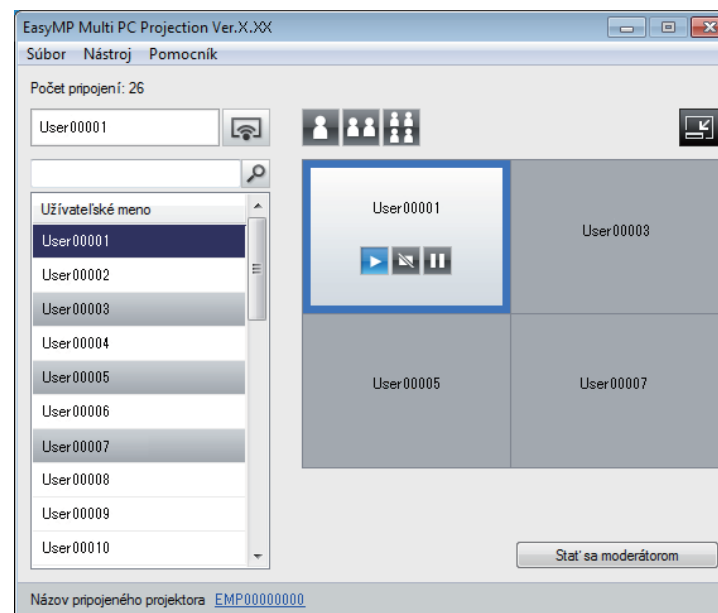 EasyMP Multi PC Projection Ver.X.XX
Súbor Nástroj Pomocník
Počet pripojení: 26
User00001
Užívateľské meno
User00001
User00002
User00003
User00004
User00005
User00006
User00007
User00008
User00009
User00010
User00001
User00003
User00005
User00007
Stať sa moderátorom
Názov pripojeného projektora EMP00000000